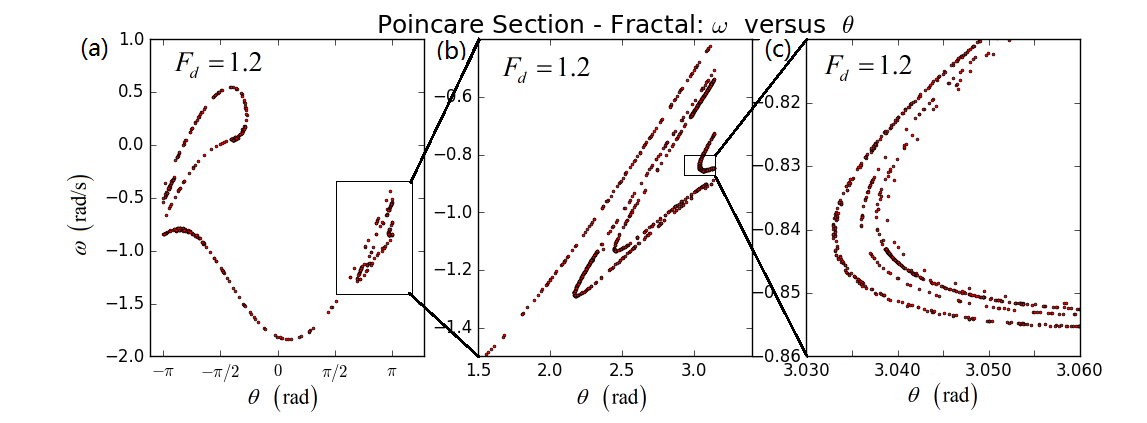 Poincare Section - Fractal: ω versus θ
(a)
F_d = 1.2
1.0
0.5
0.0
−0.5
−1.0
−1.5
−2.0
ω (rad/s)
−π
−π/2
0
π/2
π
θ (rad)
(b)
F_d = 1.2
−0.6
−0.8
−1.0
−1.2
−1.4
1.5
2.0
2.5
3.0
θ (rad)
(c)
F_d = 1.2
−0.82
−0.83
−0.84
−0.85
−0.86
3.030
3.040
3.050
3.060
θ (rad)